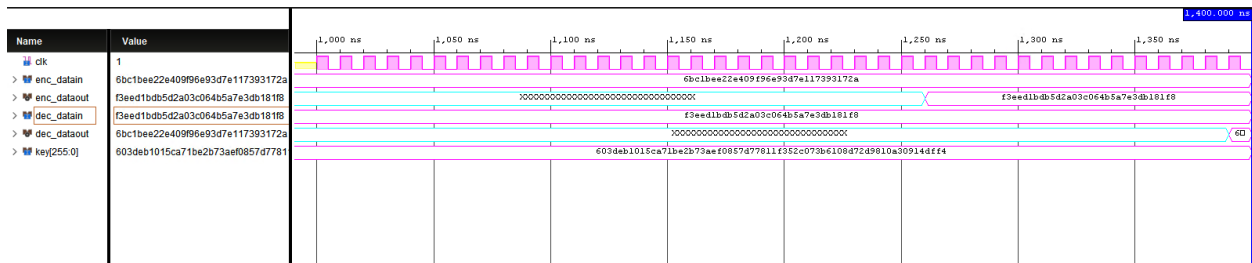 1,400.000 ns
Name Value 1,000 ns 1,050 ns 1,100 ns 1,150 ns 1,200 ns 1,250 ns 1,300 ns 1,350 ns
clk 1
enc_datain 6bc1bee22e409f96e93d7e117393172a 6bc1bee22e409f96e93d7e117393172a
enc_dataout f3eed1bdb5d2a03c064b5a7e3db181f8 XXXXXXXXXXXXXXXXXXXXXXXXXXXXXXXX f3eed1bdb5d2a03c064b5a7e3db181f8
dec_datain f3eed1bdb5d2a03c064b5a7e3db181f8 f3eed1bdb5d2a03c064b5a7e3db181f8
dec_dataout 6bc1bee22e409f96e93d7e117393172a XXXXXXXXXXXXXXXXXXXXXXXXXXXXXXXX 6
key[255:0] 603deb1015ca71be2b73aef0857d7781 603deb1015ca71be2b73aef0857d77811f352c073b6108d72d9810a30914dff4